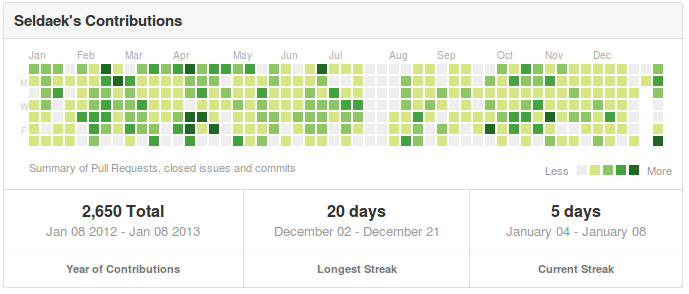 Seldaek's Contributions
Jan Feb Mar Apr May Jun Jul Aug Sep Oct Nov Dec
M
W
F
Summary of Pull Requests, closed issues and commits
Less More
2,650 Total 20 days 5 days
Jan 08 2012 - Jan 08 2013 December 02 - December 21 January 04 - January 08
Year of Contributions Longest Streak Current Streak